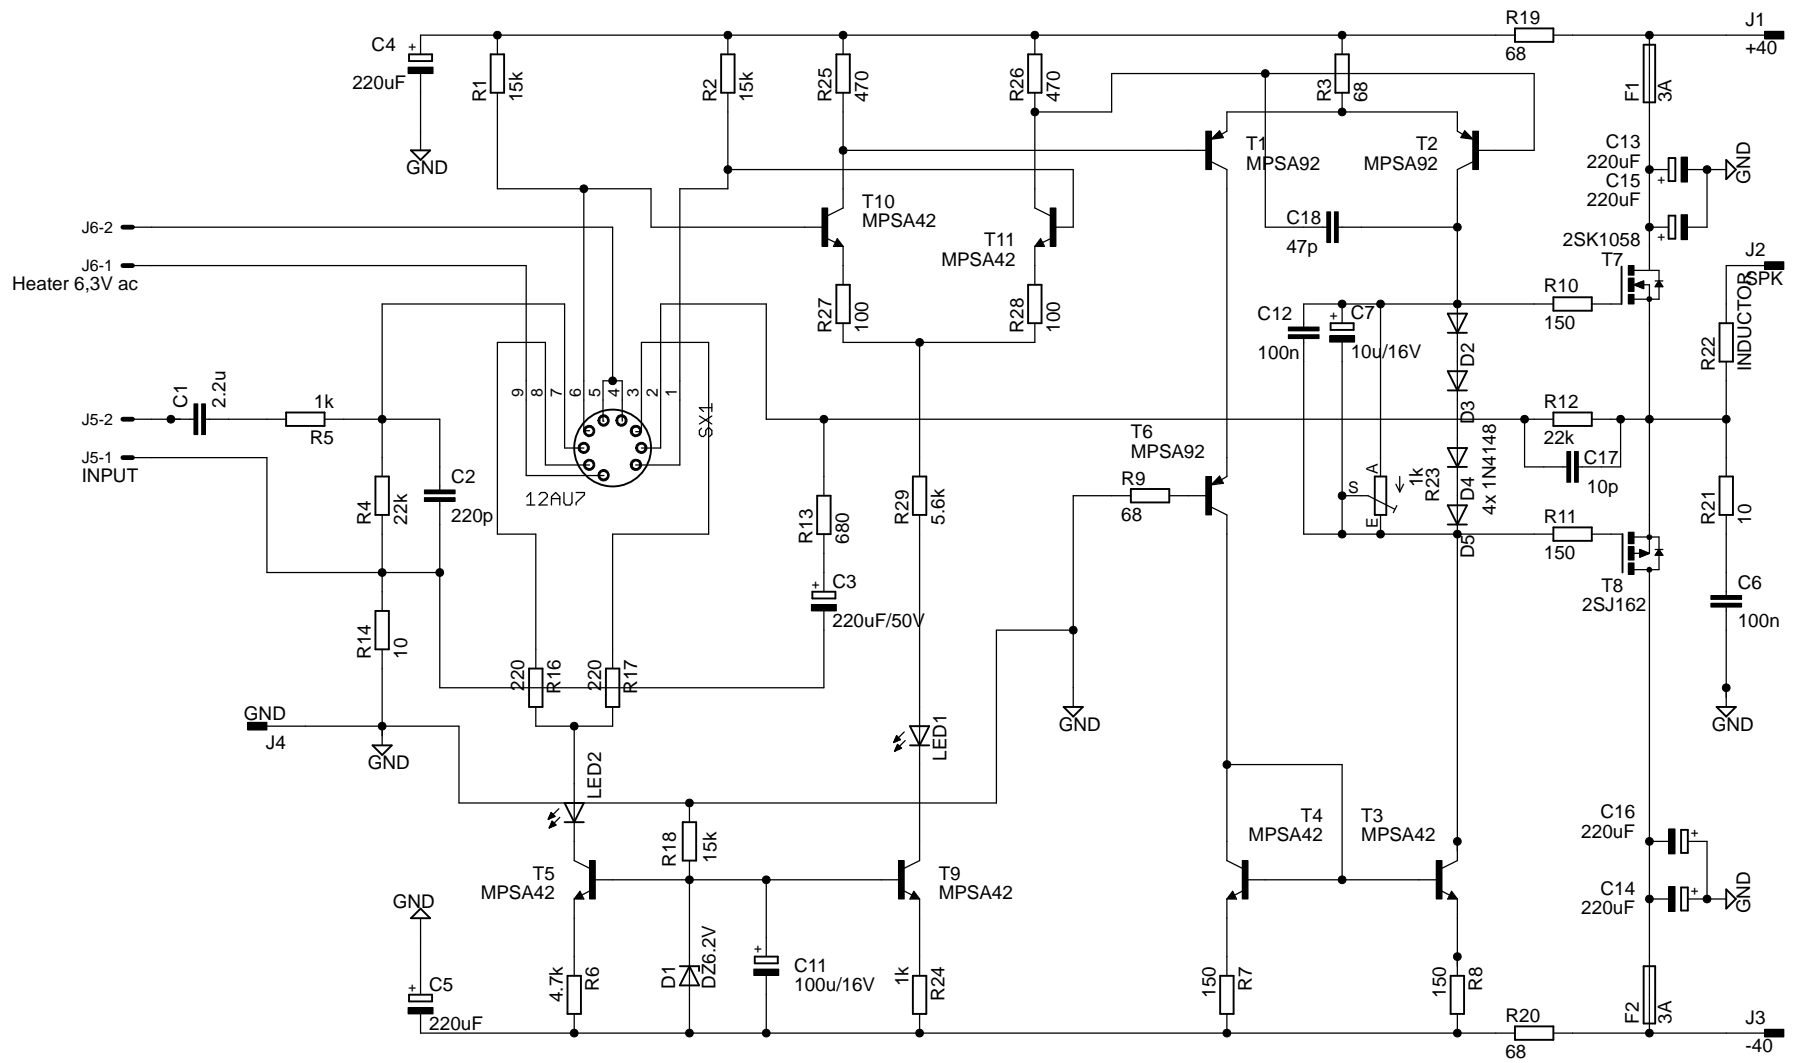 R19
68
J1
+40
C4
+
220uF
GND
R1
15k
R2
15k
R25
470
R26
470
R3
68
F1
3A
T1
MPSA92
T2
MPSA92
C13
220uF
C15
220uF
+
+
GND
J6-2
J6-1
Heater 6,3V ac
T10
MPSA42
T11
MPSA42
C18
47p
2SK1058
T7
J2
SPK
R27
100
R28
100
C12
100n
+
C7
10u/16V
D2
R10
150
R22
INDUCTOR
9
8
7
6
5
4
3
2
1
SX1
12AU7
J5-2
J5-1
INPUT
C1
2.2u
1k
R5
R4
22k
C2
220p
R13
680
R29
5.6k
T6
MPSA92
R9
68
D3
D4
D5
4x 1N4148
A
S
E
1k
R23
R12
22k
C17
10p
R11
150
R21
10
T8
2SJ162
C6
100n
GND
R14
10
+
C3
220uF/50V
220
R16
220
R17
GND
J4
GND
GND
LED2
LED1
R18
15k
T5
MPSA42
T9
MPSA42
T4
MPSA42
T3
MPSA42
C16
220uF
+
C14
220uF
+
GND
GND
+
C5
220uF
4.7k
R6
D1
DZ6.2V
+
C11
100u/16V
1k
R24
150
R7
150
R8
F2
3A
R20
68
J3
-40